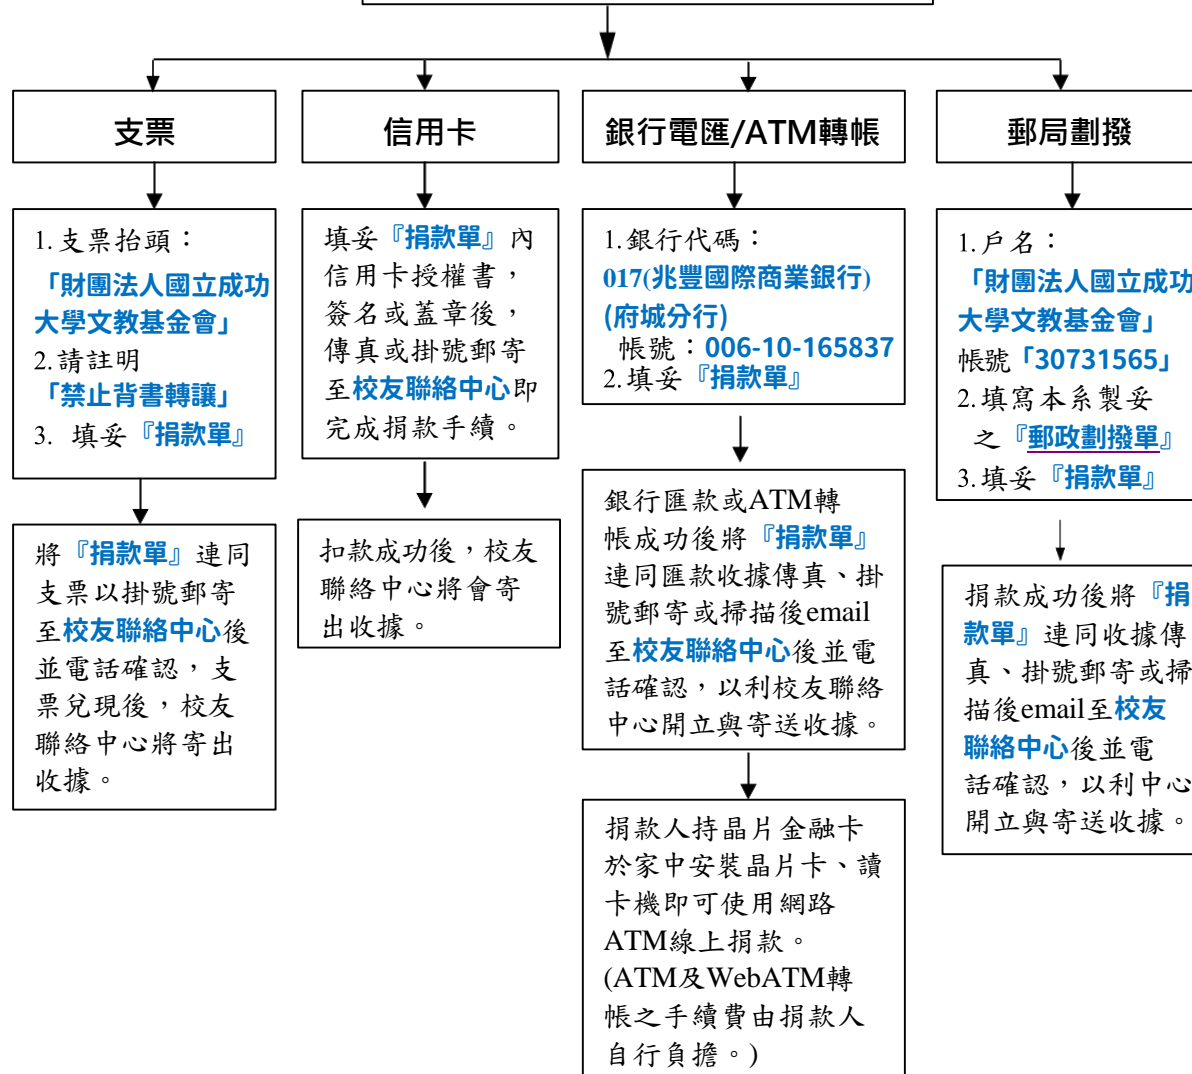 支票
1.支票抬頭：
「財團法人國立成功
大學文教基金會」
2.請註明
「禁止背書轉讓」
3. 填妥『捐款單』
將『捐款單』連同
支票以掛號郵寄
至校友聯絡中心後
並電話確認，支
票兌現後，校友
聯絡中心將寄出
收據。
信用卡
填妥『捐款單』內
信用卡授權書，
簽名或蓋章後，
傳真或掛號郵寄
至校友聯絡中心即
完成捐款手續。
扣款成功後，校友
聯絡中心將會寄
出收據。
銀行電匯/ATM轉帳
1.銀行代碼：
017(兆豐國際商業銀行)
(府城分行)
帳號：006-10-165837
2.填妥『捐款單』
銀行匯款或ATM轉
帳成功後將『捐款單』
連同匯款收據傳真、掛
號郵寄或掃描後email
至校友聯絡中心後並電
話確認，以利校友聯絡
中心開立與寄送收據。
捐款人持晶片金融卡
於家中安裝晶片卡、讀
卡機即可使用網路
ATM線上捐款。
(ATM及WebATM轉
帳之手續費由捐款人
自行負擔。)
郵局劃撥
1.戶名：
「財團法人國立成功
大學文教基金會」
帳號「30731565」
2.填寫本系製妥
之『郵政劃撥單』
3.填妥『捐款單』
捐款成功後將『捐
款單』連同收據傳
真、掛號郵寄或掃
描後email至校友
聯絡中心後並電
話確認，以利中心
開立與寄送收據。